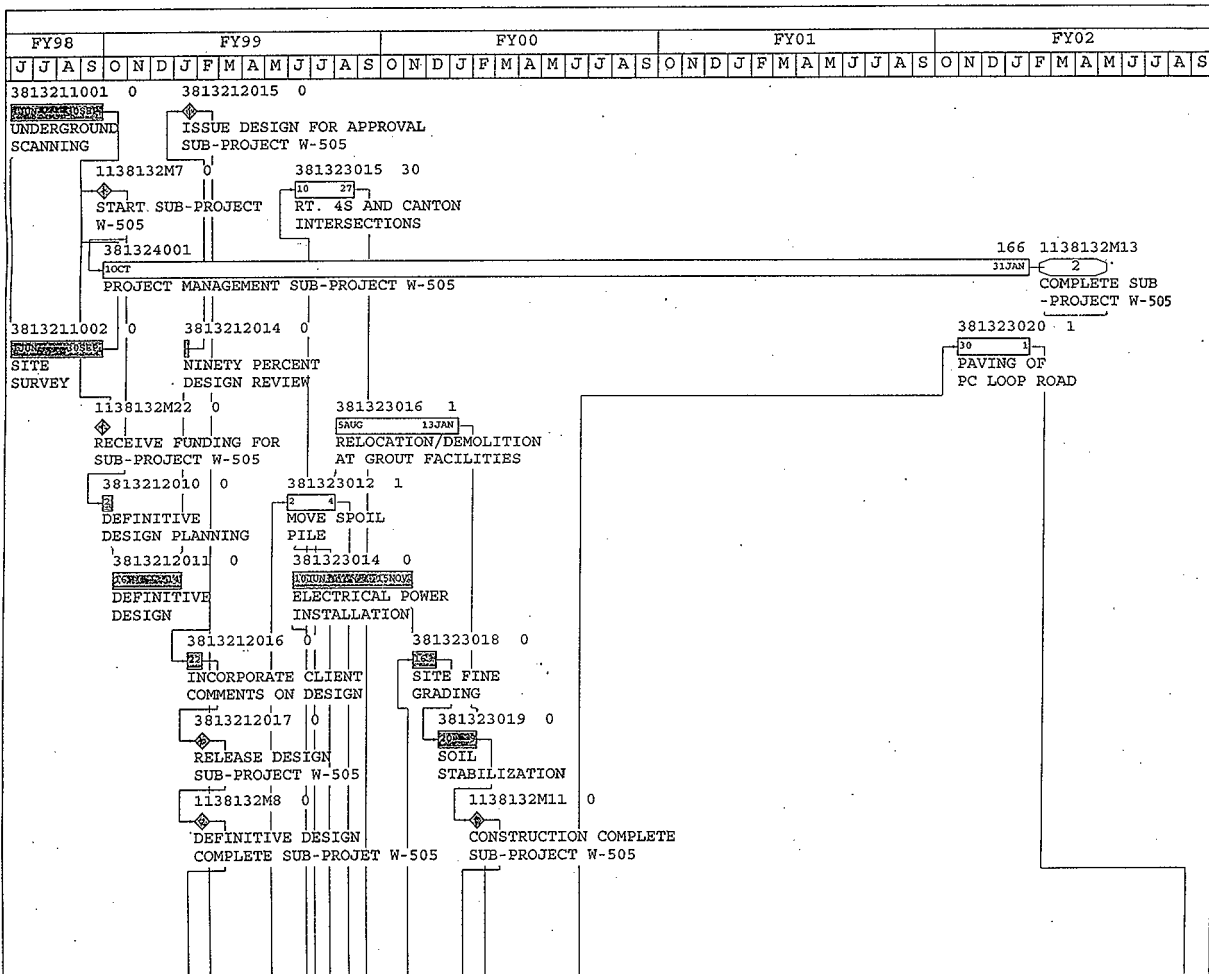 FY98 FY99 FY00 FY01 FY02
J J A S O N D J F M A M J J A S O N D J F M A M J J A S O N D J F M A M J J A S O N D J F M A M J J A S
3813211001 0 3813212015 0
UNDERGROUND SCANNING
ISSUE DESIGN FOR APPROVAL
SUB-PROJECT W-505
1138132M7 0 381323015 30
10 27
START SUB-PROJECT
W-505
RT. 4S AND CANTON
INTERSECTIONS
381324001 166 1138132M13
1OCT 31JAN 2
PROJECT MANAGEMENT SUB-PROJECT W-505
COMPLETE SUB
-PROJECT W-505
3813211002 0 3813212014 0 381323020 1
30 1
SITE
SURVEY
NINETY PERCENT
DESIGN REVIEW
PAVING OF
PC LOOP ROAD
1138132M22 0 381323016 1
5AUG 13JAN
RECEIVE FUNDING FOR
SUB-PROJECT W-505
RELOCATION/DEMOLITION
AT GROUT FACILITIES
3813212010 0 381323012 1
2 4
DEFINITIVE
DESIGN PLANNING
MOVE SPOIL
PILE
3813212011 0 381323014 0
DEFINITIVE
DESIGN
ELECTRICAL POWER
INSTALLATION
3813212016 0 381323018 0
22
INCORPORATE CLIENT
COMMENTS ON DESIGN
SITE FINE
GRADING
3813212017 0 381323019 0
RELEASE DESIGN
SUB-PROJECT W-505
SOIL
STABILIZATION
1138132M8 0 1138132M11 0
DEFINITIVE DESIGN
COMPLETE SUB-PROJET W-505
CONSTRUCTION COMPLETE
SUB-PROJECT W-505